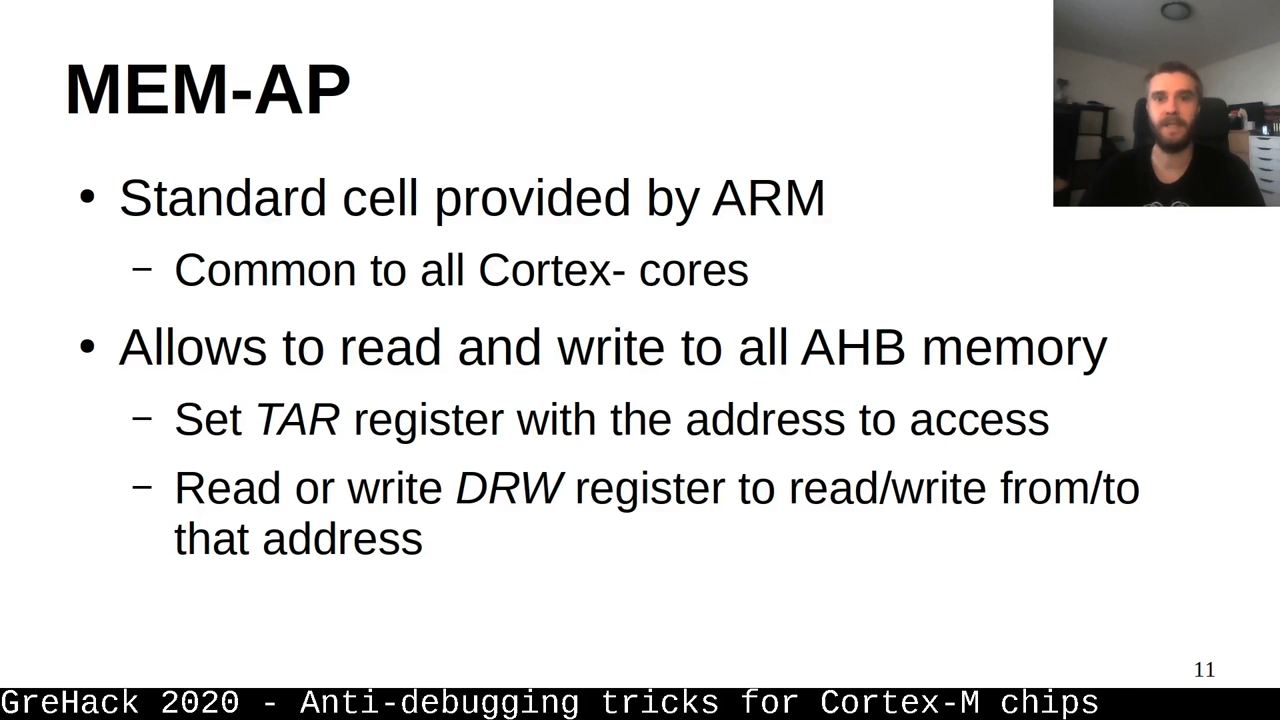 MEM-AP
• Standard cell provided by ARM
– Common to all Cortex- cores
• Allows to read and write to all AHB memory
– Set TAR register with the address to access
– Read or write DRW register to read/write from/to
that address
11
GreHack 2020 - Anti-debugging tricks for Cortex-M chips